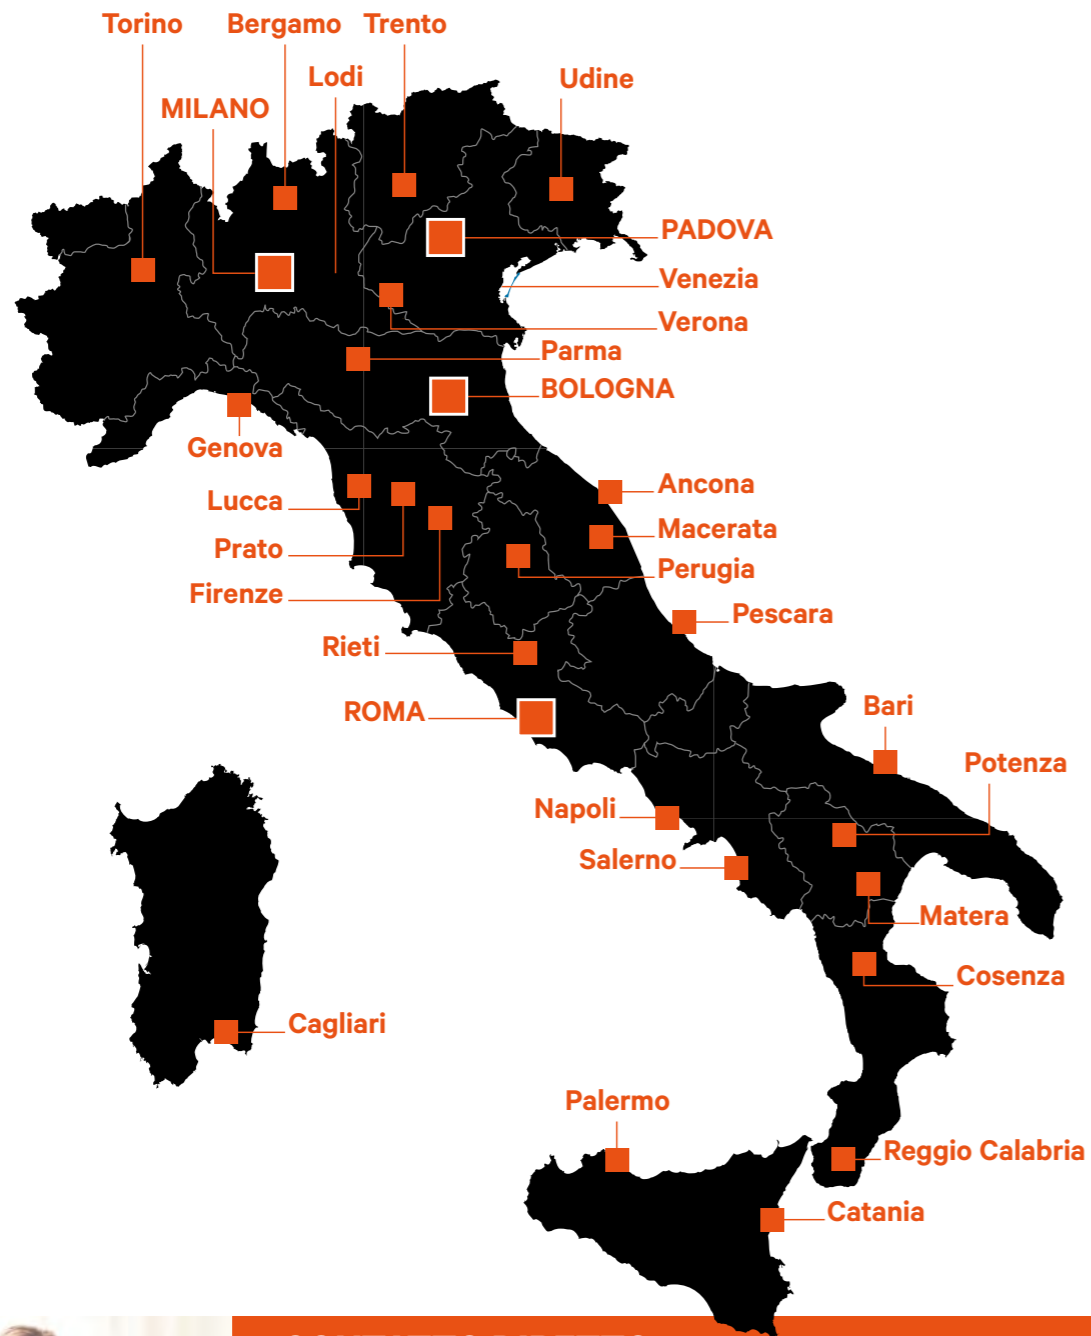 Torino
Bergamo
Trento
Lodi
Udine
MILANO
PADOVA
Venezia
Verona
Parma
BOLOGNA
Genova
Ancona
Lucca
Macerata
Prato
Perugia
Firenze
Pescara
Rieti
Bari
ROMA
Potenza
Napoli
Salerno
Matera
Cosenza
Cagliari
Palermo
Reggio Calabria
Catania